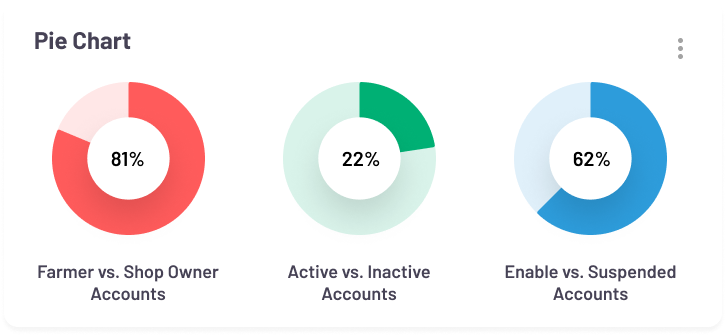 Pie Chart
81%
22%
62%
Farmer vs. Shop Owner
Accounts
Active vs. Inactive
Accounts
Enable vs. Suspended
Accounts